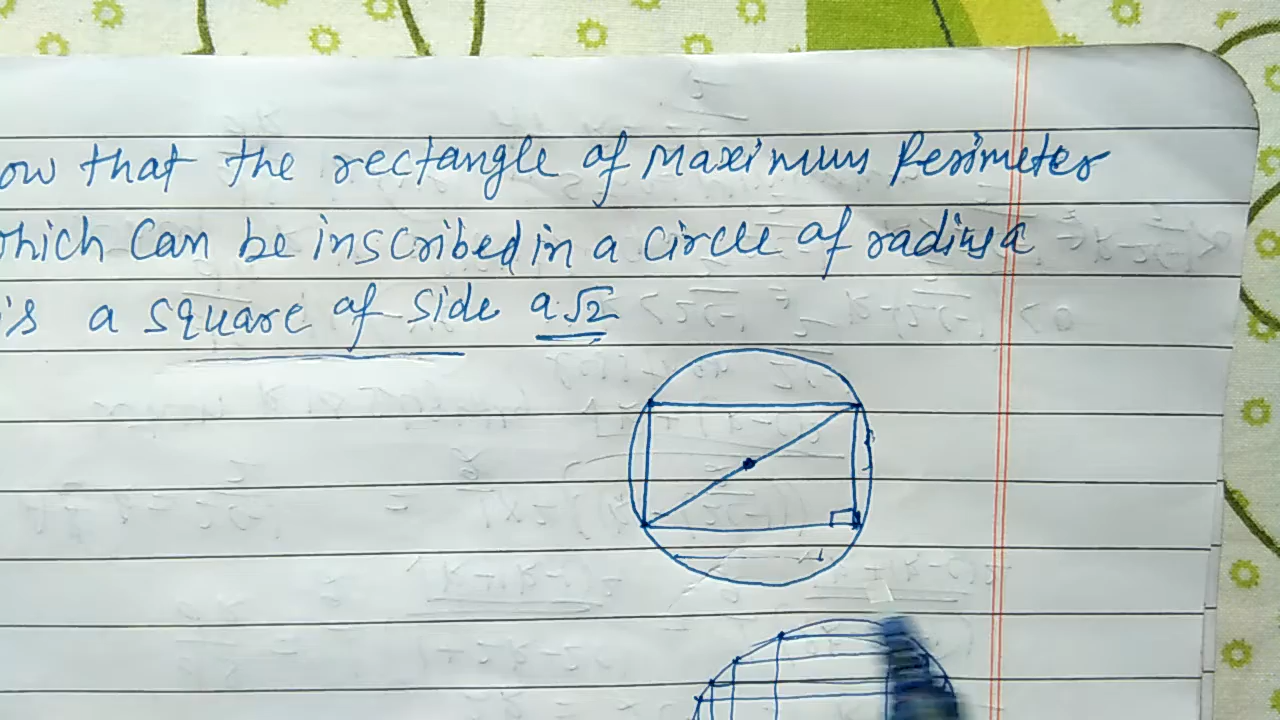 ow that the rectangle of Maximum Perimeter
which Can be inscribed in a Circle of radius a
is a square of side a√2